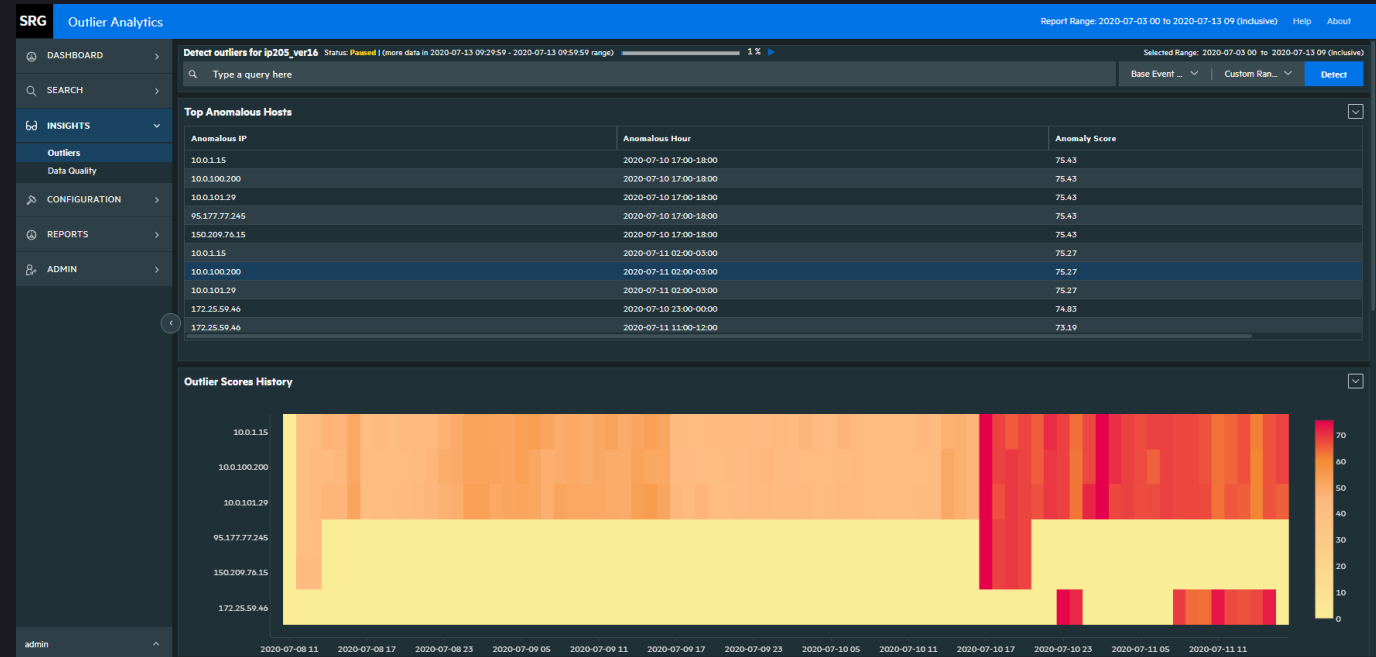 SRG Outlier Analytics Report Range: 2020-07-03 00 to 2020-07-13 09 (Inclusive) Help About
DASHBOARD
SEARCH
INSIGHTS
Outliers
Data Quality
CONFIGURATION
REPORTS
ADMIN
admin
Detect outliers for ip205_ver16 Status: Paused | (more data in 2020-07-13 09:29:59 - 2020-07-13 09:59:59 range) 1 % Selected Range: 2020-07-03 00 to 2020-07-13 09 (Inclusive)
Type a query here Base Event ... Custom Ran... Detect
Top Anomalous Hosts
Anomalous IP Anomalous Hour Anomaly Score
10.0.1.15 2020-07-10 17:00-18:00 75.43
10.0.100.200 2020-07-10 17:00-18:00 75.43
10.0.101.29 2020-07-10 17:00-18:00 75.43
95.177.77.245 2020-07-10 17:00-18:00 75.43
150.209.76.15 2020-07-10 17:00-18:00 75.43
10.0.1.15 2020-07-11 02:00-03:00 75.27
10.0.100.200 2020-07-11 02:00-03:00 75.27
10.0.101.29 2020-07-11 02:00-03:00 75.27
172.25.59.46 2020-07-10 23:00-00:00 74.83
172.25.59.46 2020-07-11 11:00-12:00 73.19
Outlier Scores History
10.0.1.15
10.0.100.200
10.0.101.29
95.177.77.245
150.209.76.15
172.25.59.46
2020-07-08 11 2020-07-08 17 2020-07-08 23 2020-07-09 05 2020-07-09 11 2020-07-09 17 2020-07-09 23 2020-07-10 05 2020-07-10 11 2020-07-10 17 2020-07-10 23 2020-07-11 05 2020-07-11 11
70
60
50
40
30
20
10
0